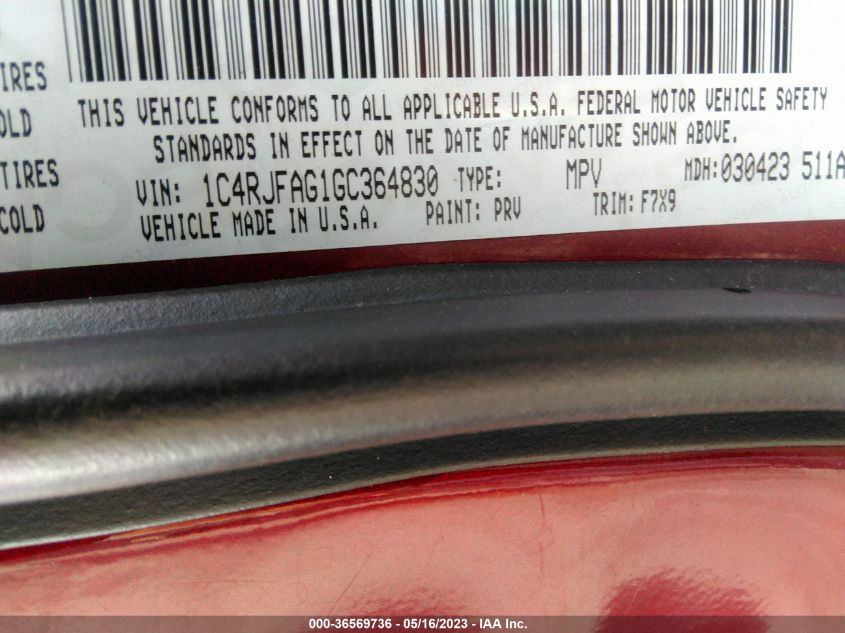 TIRES
THIS VEHICLE CONFORMS TO ALL APPLICABLE U.S.A. FEDERAL MOTOR VEHICLE SAFETY
STANDARDS IN EFFECT ON THE DATE OF MANUFACTURE SHOWN ABOVE.
COLD
TIRES
VIN: 1C4RJFAG1GC364830 TYPE: MPV MDH:030423 511A
COLD
VEHICLE MADE IN U.S.A. PAINT: PRV TRIM: F7X9
000-36569736 - 05/16/2023 - IAA Inc.